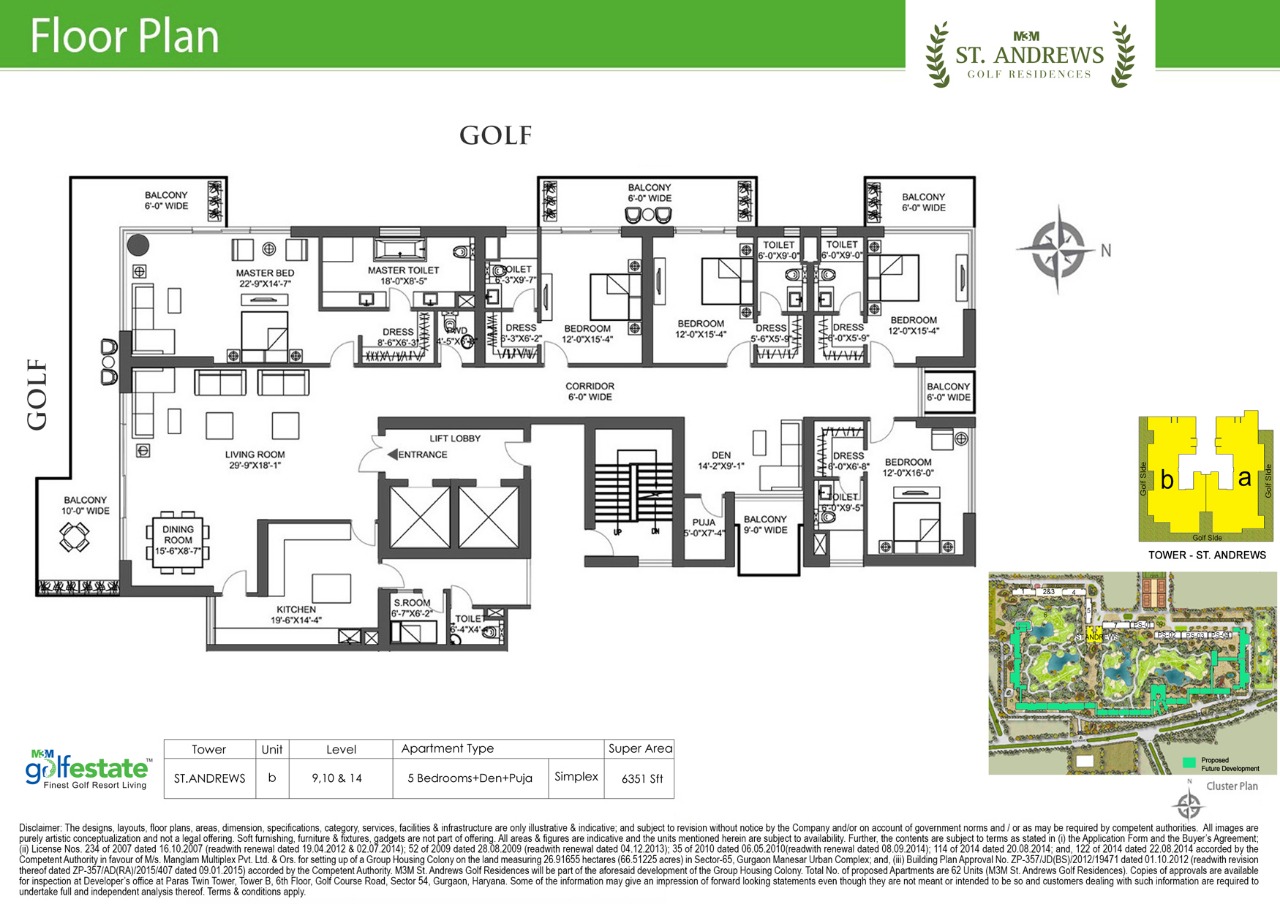 Floor Plan
M3M
ST. ANDREWS
GOLF RESIDENCES
GOLF
GOLF
BALCONY
6'-0" WIDE
BALCONY
6'-0" WIDE
BALCONY
6'-0" WIDE
N
MASTER BED
22'-9"X14'-7"
MASTER TOILET
18'-0"X8'-5"
TOILET
6'-3"X9'-7"
TOILET
6'-0"X9'-0"
TOILET
6'-0"X9'-0"
DRESS
8'-6"X6'-3"
DRESS
6'-3"X6'-2"
BEDROOM
12'-0"X15'-4"
BEDROOM
12'-0"X15'-4"
DRESS
5'-6"X5'-9"
DRESS
6'-0"X5'-9"
BEDROOM
12'-0"X15'-4"
CORRIDOR
6'-0" WIDE
BALCONY
6'-0" WIDE
LIVING ROOM
29'-9"X18'-1"
LIFT LOBBY
ENTRANCE
DEN
14'-2"X9'-1"
DRESS
6'-0"X6'-8"
BEDROOM
12'-0"X16'-0"
TOILET
6'-0"X9'-5"
BALCONY
10'-0" WIDE
DINING
ROOM
15'-6"X8'-7"
UP
DN
PUJA
5'-0"X7'-4"
BALCONY
9'-0" WIDE
KITCHEN
19'-6"X14'-4"
S.ROOM
6'-7"X6'-2"
TOILET
6'-4"X4'
Golf Side
b
a
Golf Side
Golf Side
TOWER - ST. ANDREWS
1
2&3
4
5
7
PS-01
PS-02
PS-03
PS-04
ST.ANDREWS
Proposed
Future Development
N
Cluster Plan
M3M
golfestate™
Finest Golf Resort Living
Tower Unit Level Apartment Type Super Area
ST.ANDREWS b 9,10 & 14 5 Bedrooms+Den+Puja Simplex 6351 Sft
Disclaimer: The designs, layouts, floor plans, areas, dimension, specifications, category, services, facilities & infrastructure are only illustrative & indicative; and subject to revision without notice by the Company and/or on account of government norms and / or as may be required by competent authorities. All images are
purely artistic conceptualization and not a legal offering. Soft furnishing, furniture & fixtures, gadgets are not part of offering. All areas & figures are indicative and the units mentioned herein are subject to availability. Further, the contents are subject to terms as stated in (i) the Application Form and the Buyer's Agreement;
(ii) License Nos. 234 of 2007 dated 16.10.2007 (readwith renewal dated 19.04.2012 & 02.07.2014); 52 of 2009 dated 28.08.2009 (readwith renewal dated 04.12.2013); 35 of 2010 dated 06.05.2010(readwith renewal dated 08.09.2014); 114 of 2014 dated 20.08.2014; and, 122 of 2014 dated 22.08.2014 accorded by the
Competent Authority in favour of M/s. Manglam Multiplex Pvt. Ltd. & Ors. for setting up of a Group Housing Colony on the land measuring 26.91655 hectares (66.51225 acres) in Sector-65, Gurgaon Manesar Urban Complex; and, (iii) Building Plan Approval No. ZP-357/JD(BS)/2012/19471 dated 01.10.2012 (readwith revision
thereof dated ZP-357/AD(RA)/2015/407 dated 09.01.2015) accorded by the Competent Authority. M3M St. Andrews Golf Residences will be part of the aforesaid development of the Group Housing Colony. Total No. of proposed Apartments are 62 Units (M3M St. Andrews Golf Residences). Copies of approvals are available
for inspection at Developer's office at Paras Twin Tower, Tower B, 6th Floor, Golf Course Road, Sector 54, Gurgaon, Haryana. Some of the information may give an impression of forward looking statements even though they are not meant or intended to be so and customers dealing with such information are required to
undertake full and independent analysis thereof. Terms & conditions apply.